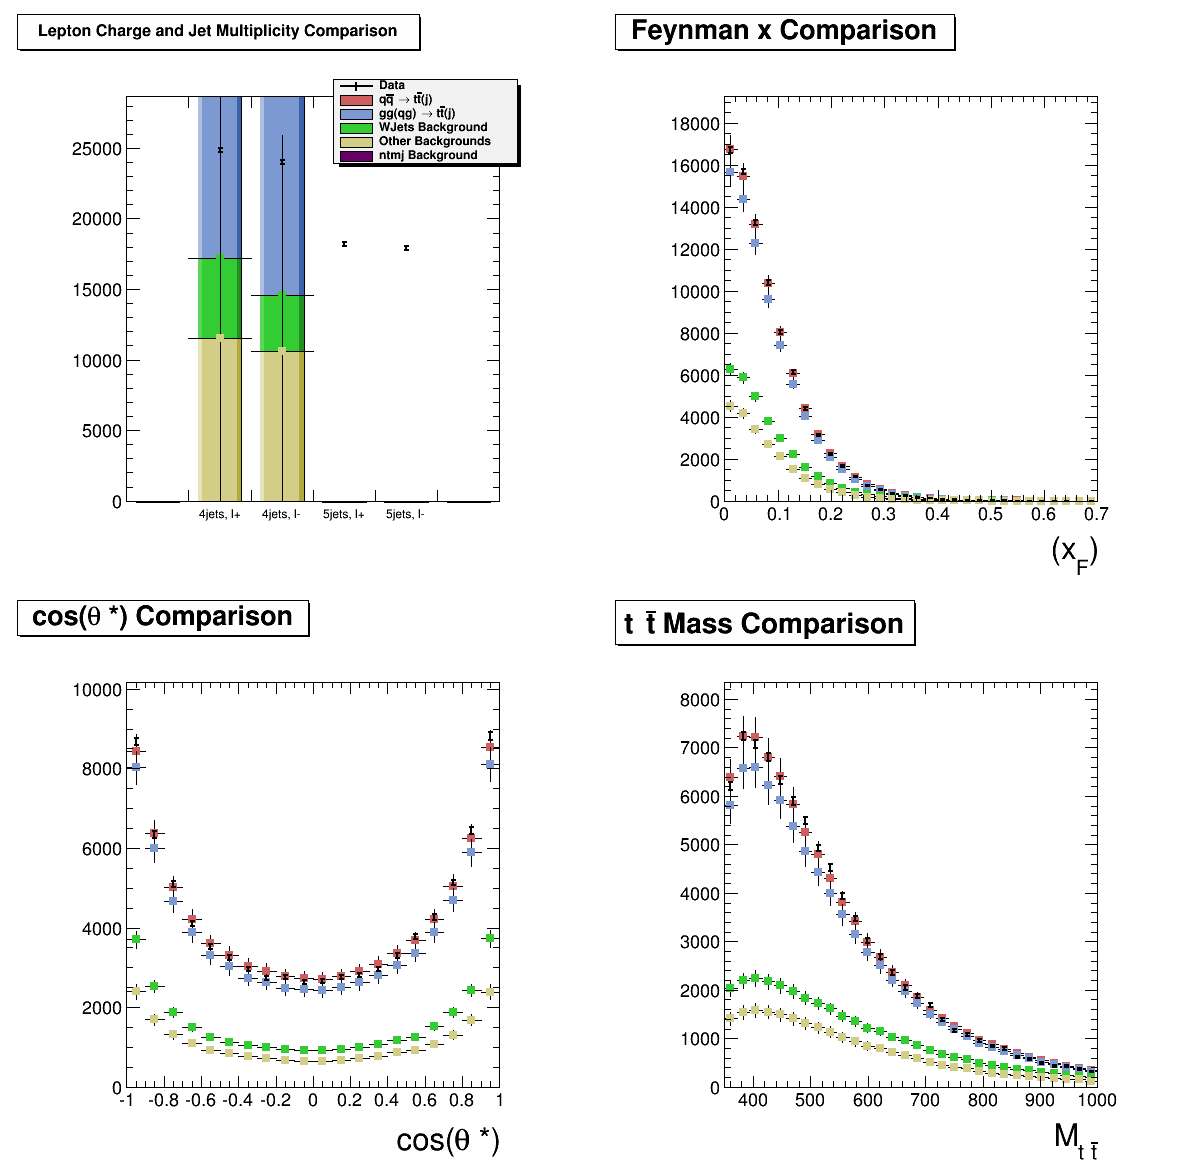 Lepton Charge and Jet Multiplicity Comparison
Data
qq̅ → tt̅(j)
gg(qg) → tt̅(j)
WJets Background
Other Backgrounds
ntmj Background
25000
20000
15000
10000
5000
0
4jets, l+ 4jets, l- 5jets, l+ 5jets, l-
Feynman x Comparison
18000
16000
14000
12000
10000
8000
6000
4000
2000
0
0 0.1 0.2 0.3 0.4 0.5 0.6 0.7
(x_F)
cos(θ *) Comparison
10000
8000
6000
4000
2000
0
-1 -0.8 -0.6 -0.4 -0.2 0 0.2 0.4 0.6 0.8 1
cos(θ *)
t t̅ Mass Comparison
8000
7000
6000
5000
4000
3000
2000
1000
0
400 500 600 700 800 900 1000
M_t t̅